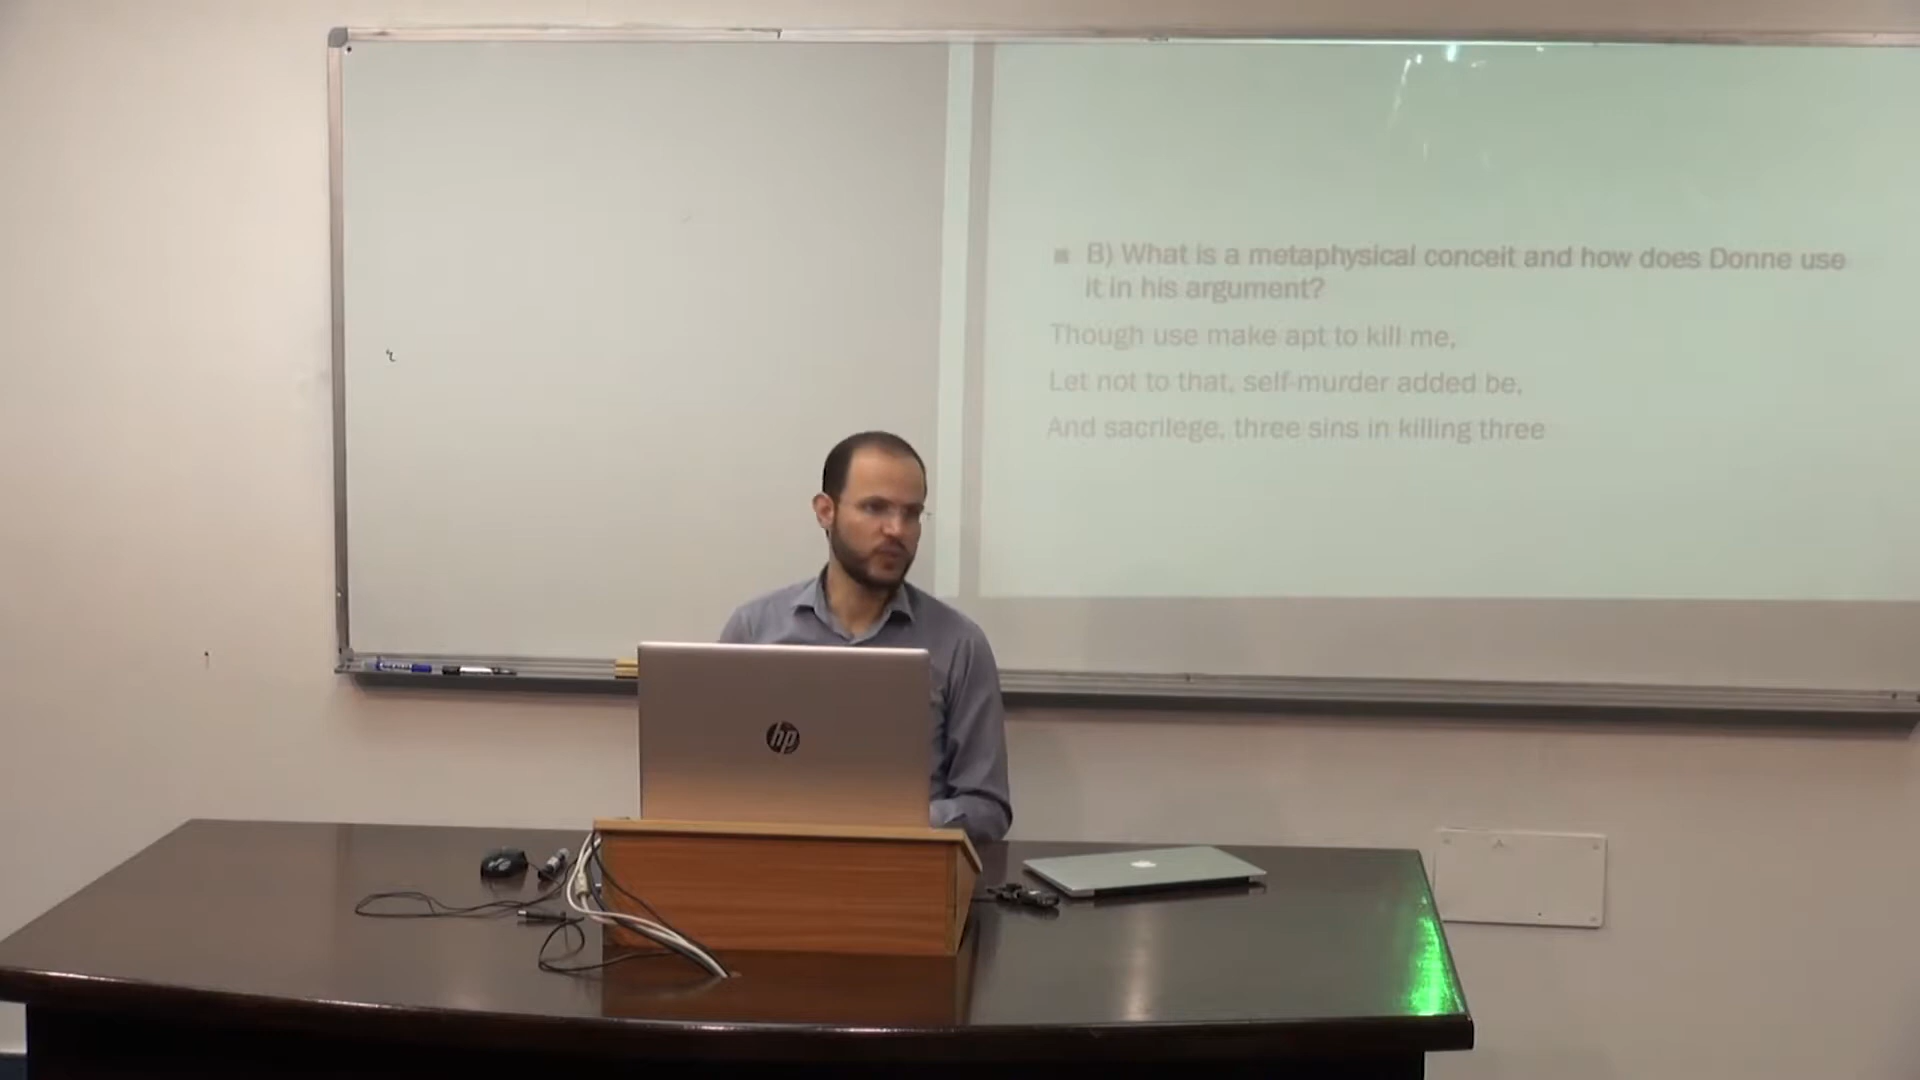 B) What is a metaphysical conceit and how does Donne use
it in his argument?
Though use make apt to kill me,
Let not to that, self-murder added be,
And sacrilege, three sins in killing three
hp